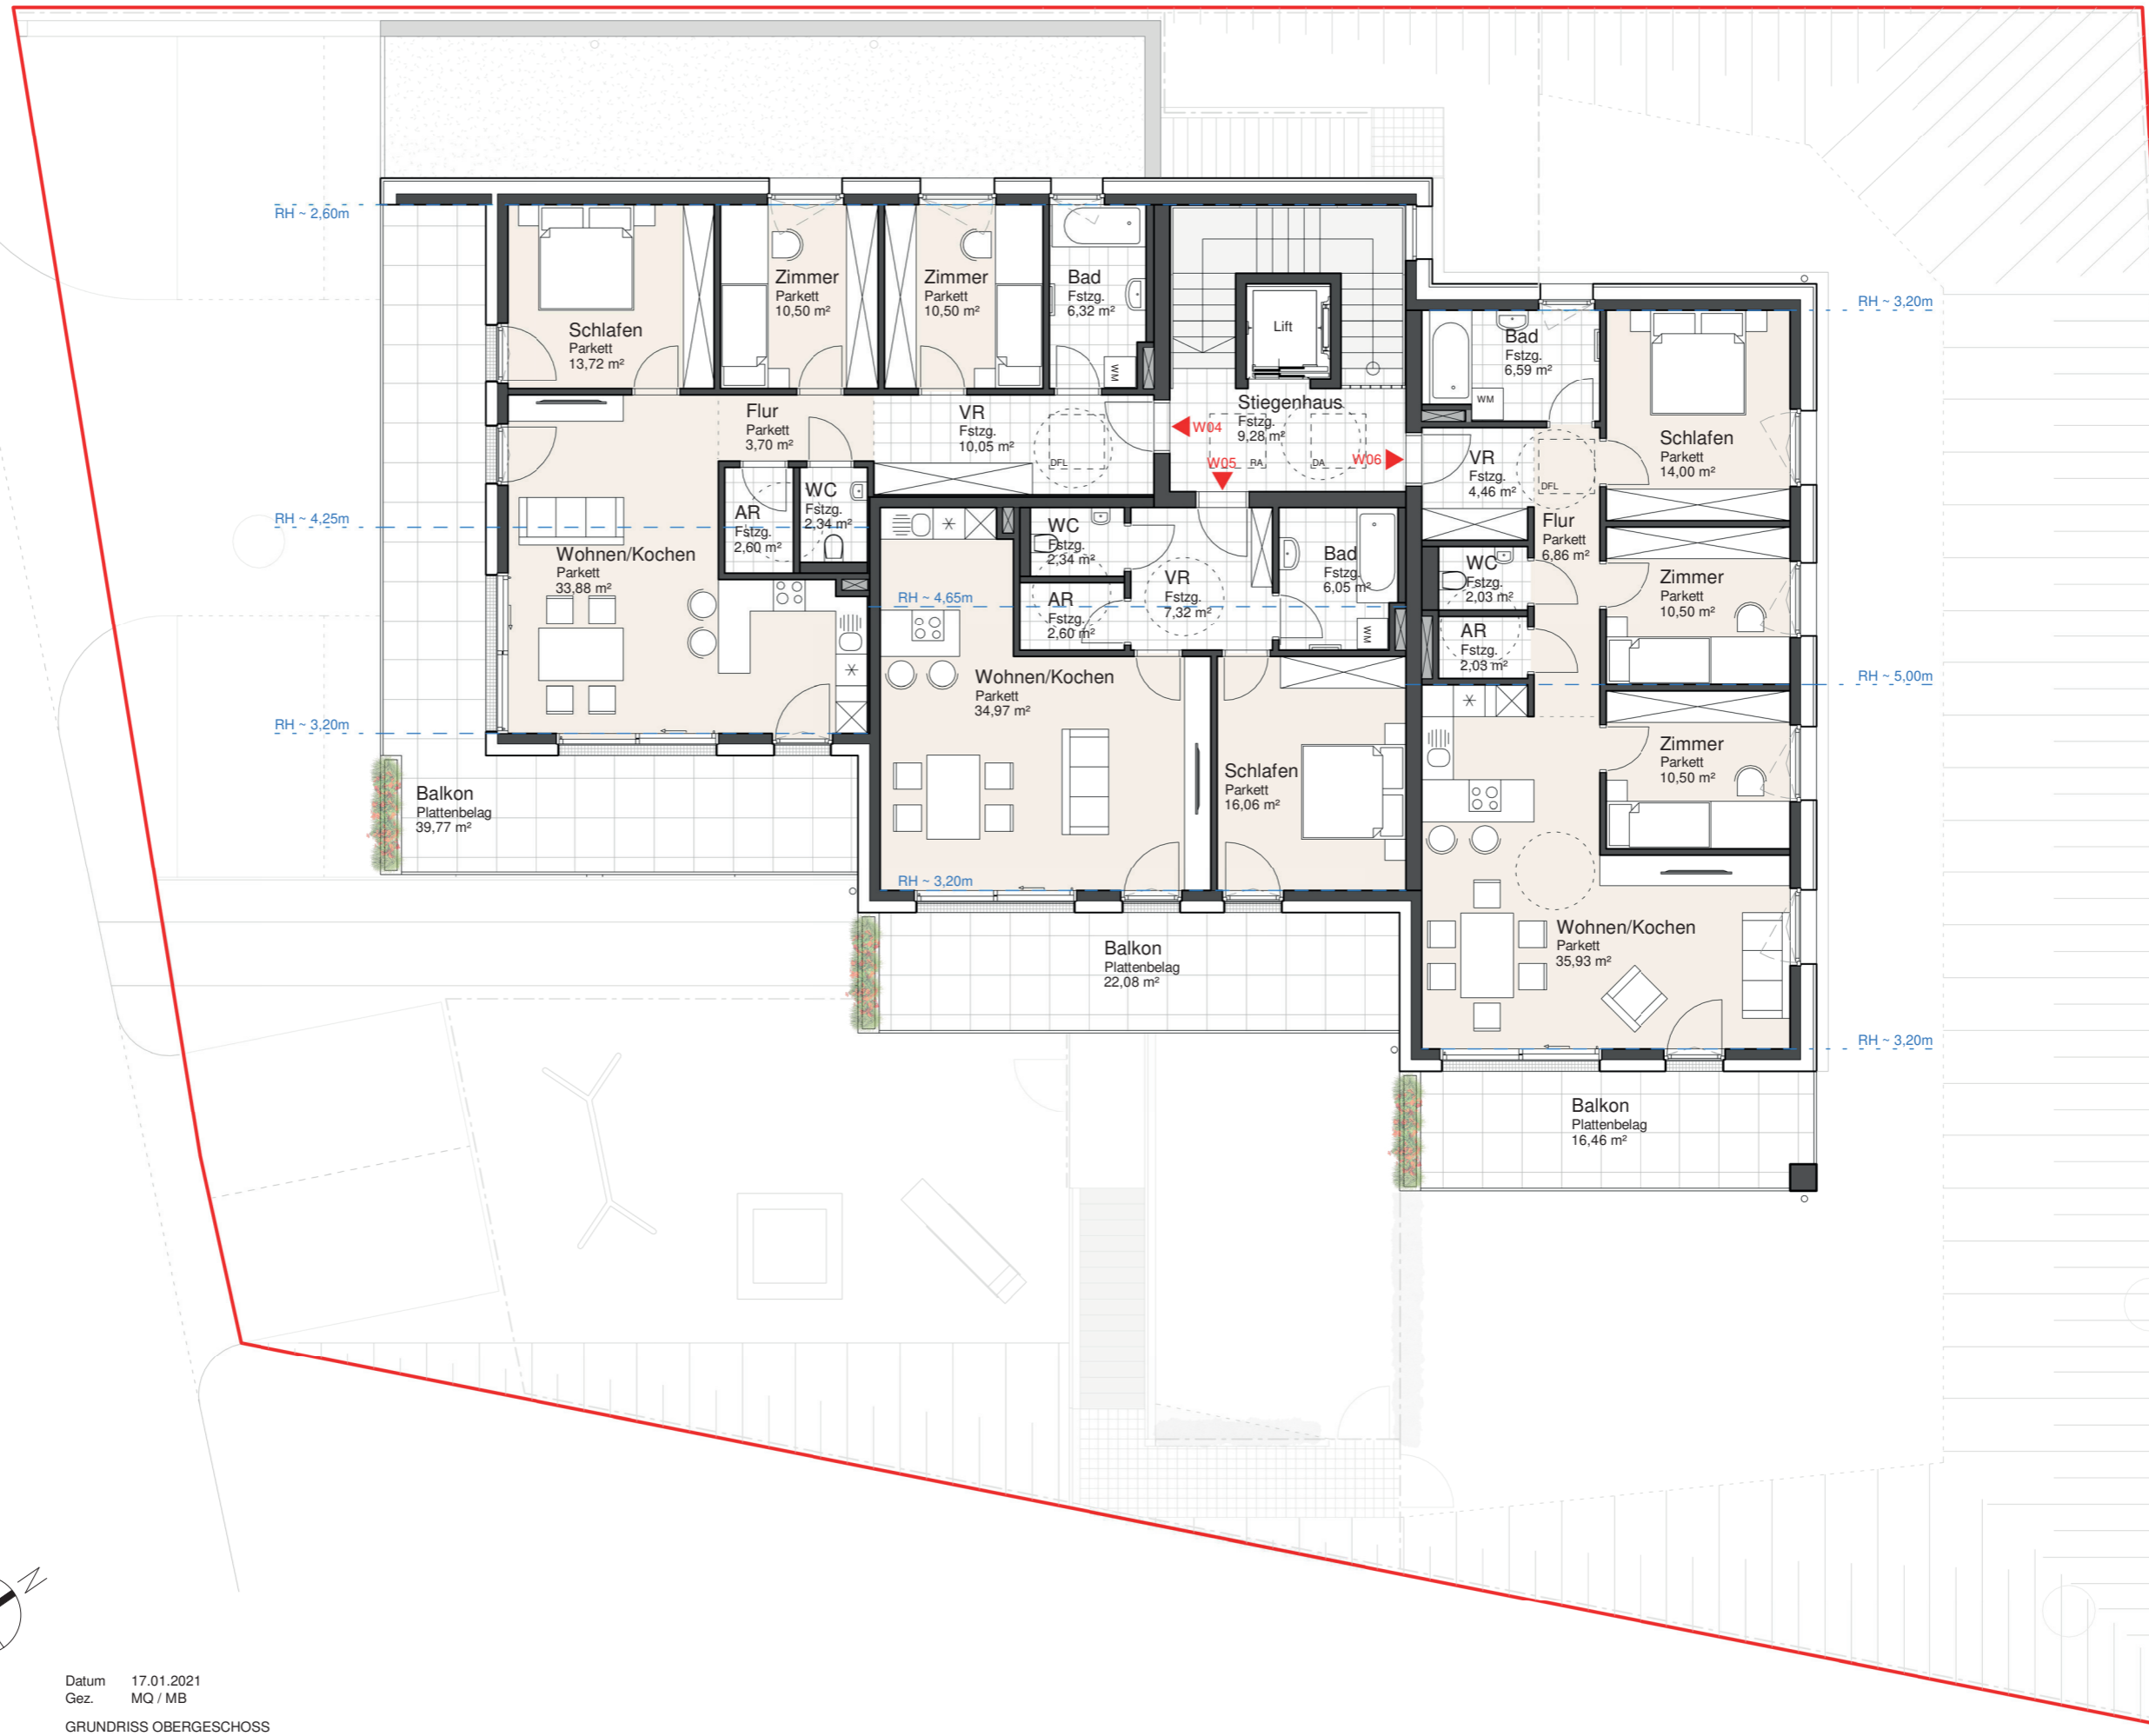 RH ~ 2,60m
Schlafen
Parkett
13,72 m²
Zimmer
Parkett
10,50 m²
Zimmer
Parkett
10,50 m²
Bad
Fstzg.
6,32 m²
WM
Lift
RH ~ 3,20m
Bad
Fstzg.
6,59 m²
WM
Schlafen
Parkett
14,00 m²
Flur
Parkett
3,70 m²
VR
Fstzg.
10,05 m²
DFL
Stiegenhaus
Fstzg.
9,28 m²
W04
W05
RA
DA
W06
VR
Fstzg.
4,46 m²
DFL
RH ~ 4,25m
AR
Fstzg.
2,60 m²
WC
Fstzg.
2,34 m²
Wohnen/Kochen
Parkett
33,88 m²
WC
Fstzg.
2,34 m²
AR
Fstzg.
2,60 m²
VR
Fstzg.
7,32 m²
Bad
Fstzg.
6,05 m²
WM
RH ~ 4,65m
Flur
Parkett
6,86 m²
WC
Fstzg.
2,03 m²
AR
Fstzg.
2,03 m²
Zimmer
Parkett
10,50 m²
RH ~ 5,00m
RH ~ 3,20m
Wohnen/Kochen
Parkett
34,97 m²
Schlafen
Parkett
16,06 m²
Zimmer
Parkett
10,50 m²
Balkon
Plattenbelag
39,77 m²
RH ~ 3,20m
Balkon
Plattenbelag
22,08 m²
Wohnen/Kochen
Parkett
35,93 m²
RH ~ 3,20m
Balkon
Plattenbelag
16,46 m²
N
Datum 17.01.2021
Gez. MQ / MB
GRUNDRISS OBERGESCHOSS